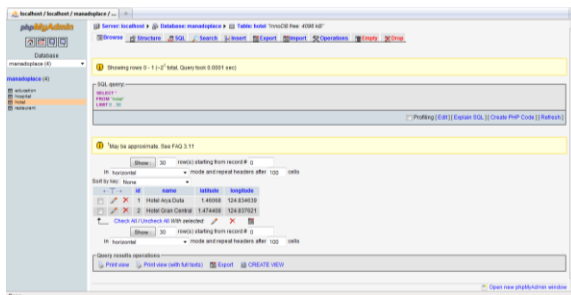 localhost / localhost / manadoplace / ...
phpMyAdmin
Database
manadoplace (4)
manadoplace (4)
education
hospital
hotel
restaurant
Server: localhost ▸ Database: manadoplace ▸ Table: hotel "InnoDB free: 4096 kB"
Browse Structure SQL Search Insert Export Import Operations Empty Drop
Showing rows 0 - 1 (~2¹ total, Query took 0.0001 sec)
SQL query:
SELECT *
FROM `hotel`
LIMIT 0 , 30
Profiling [ Edit ] [ Explain SQL ] [ Create PHP Code ] [ Refresh ]
¹May be approximate. See FAQ 3.11
Show : 30 row(s) starting from record # 0
in horizontal mode and repeat headers after 100 cells
Sort by key: None
←T→ id name latitude longitude
1 Hotel Arya Duta 124.834639
2 Hotel Gran Central 1.474408 124.837621
Check All / Uncheck All With selected:
Show : 30 row(s) starting from record # 0
in horizontal mode and repeat headers after 100 cells
Query results operations
Print view Print view (with full texts) Export CREATE VIEW
Open new phpMyAdmin window